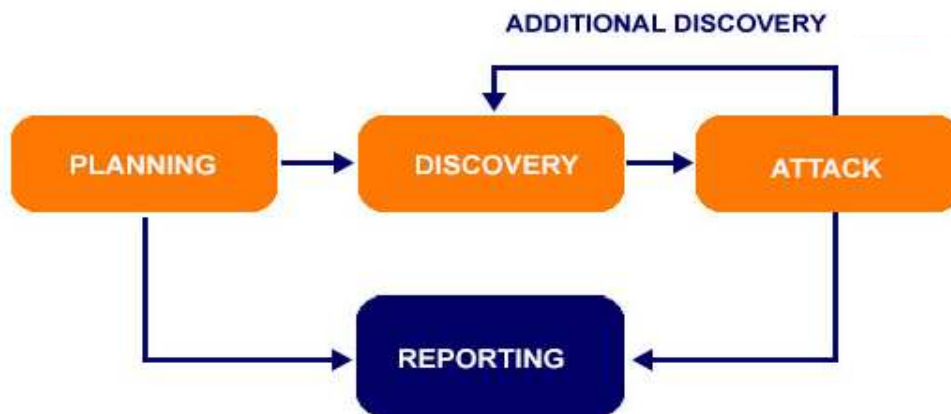 ADDITIONAL DISCOVERY
PLANNING
DISCOVERY
ATTACK
REPORTING